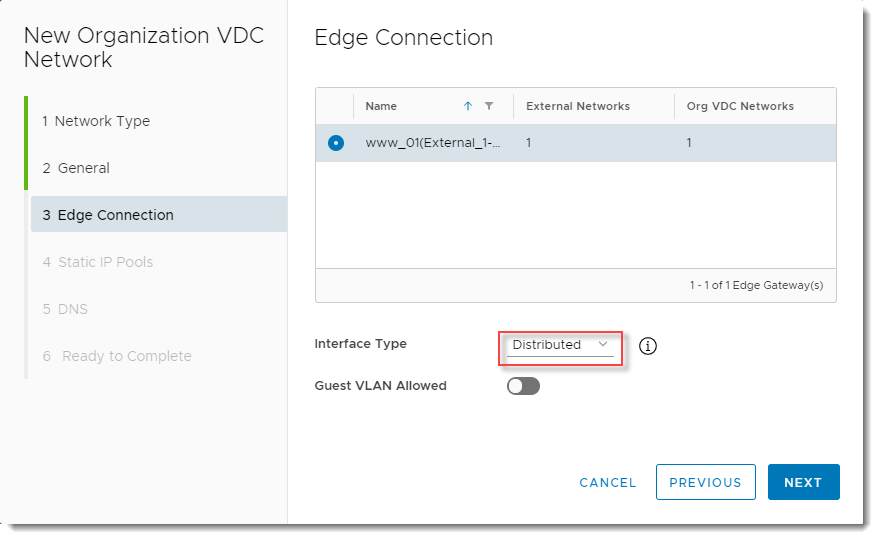 New Organization VDC
Network
1 Network Type
2 General
3 Edge Connection
4 Static IP Pools
5 DNS
6 Ready to Complete
Edge Connection
Name External Networks Org VDC Networks
www_01(External_1-... 1 1
1 - 1 of 1 Edge Gateway(s)
Interface Type Distributed
Guest VLAN Allowed
CANCEL PREVIOUS NEXT